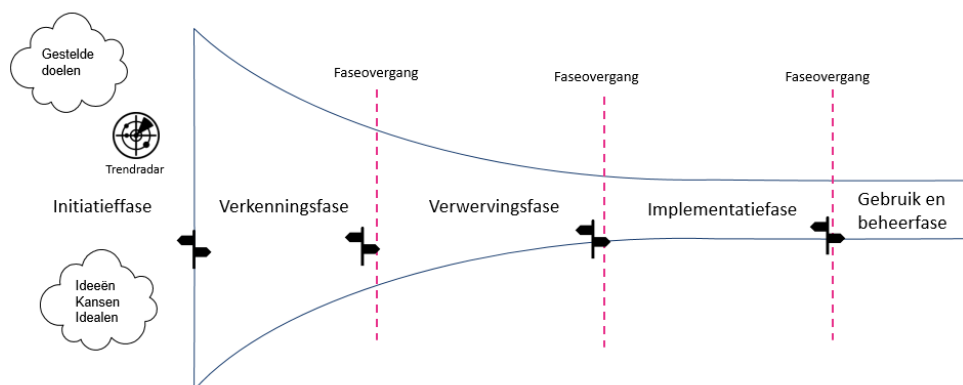 Gestelde
doelen
Trendradar
Faseovergang
Faseovergang
Faseovergang
Initiatieffase
Verkenningsfase
Verwervingsfase
Implementatiefase
Gebruik en
beheerfase
Ideeën
Kansen
Idealen